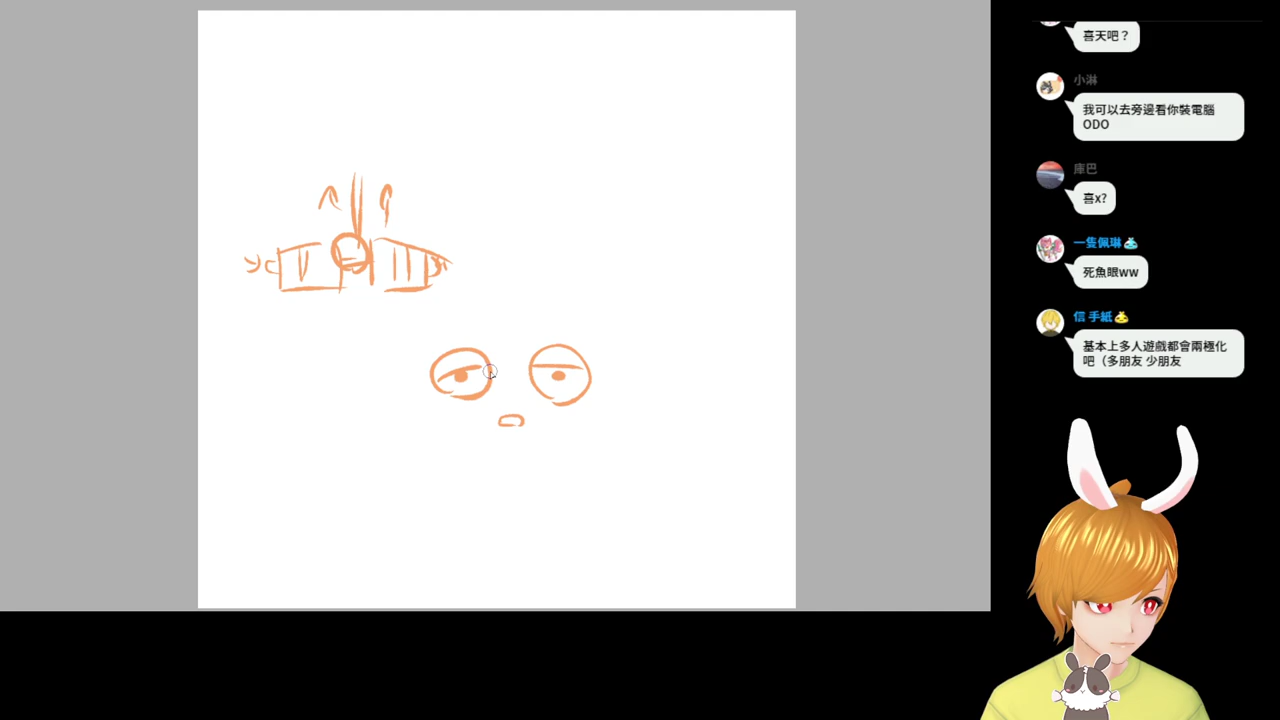 喜天吧？
小淋
我可以去旁邊看你裝電腦
ODO
庫巴
喜x?
一隻佩琳
死魚眼ww
信 手紙
基本上多人遊戲都會兩極化
吧（多朋友 少朋友